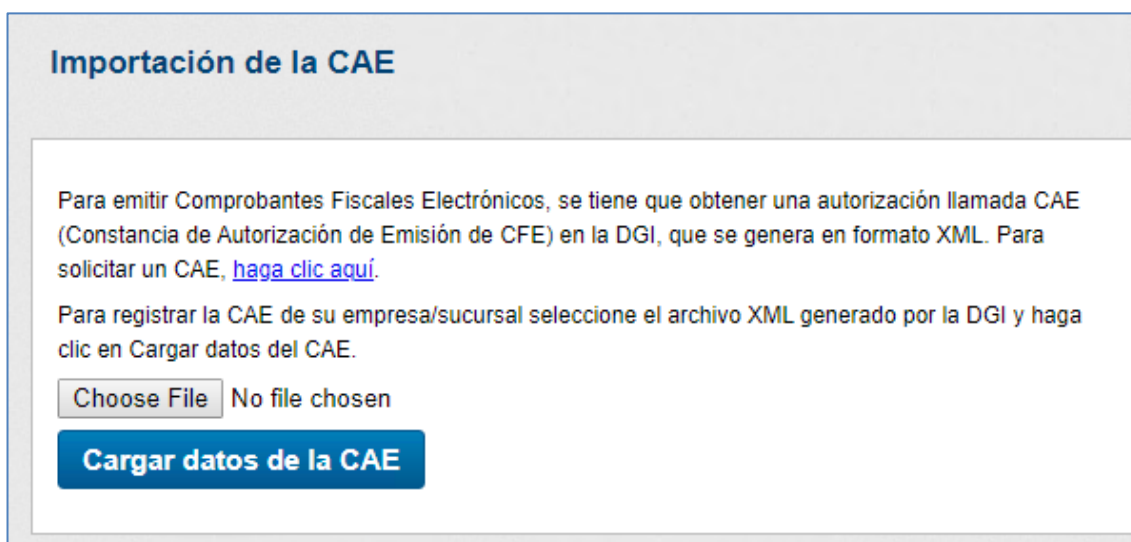 Importación de la CAE
Para emitir Comprobantes Fiscales Electrónicos, se tiene que obtener una autorización llamada CAE
(Constancia de Autorización de Emisión de CFE) en la DGI, que se genera en formato XML. Para
solicitar un CAE, haga clic aquí.
Para registrar la CAE de su empresa/sucursal seleccione el archivo XML generado por la DGI y haga
clic en Cargar datos del CAE.
Choose File No file chosen
Cargar datos de la CAE